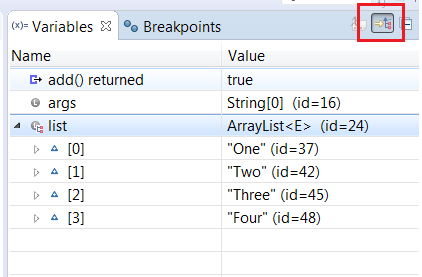 (x)= Variables Breakpoints
Name Value
add() returned true
args String[0] (id=16)
list ArrayList<E> (id=24)
[0] "One" (id=37)
[1] "Two" (id=42)
[2] "Three" (id=45)
[3] "Four" (id=48)